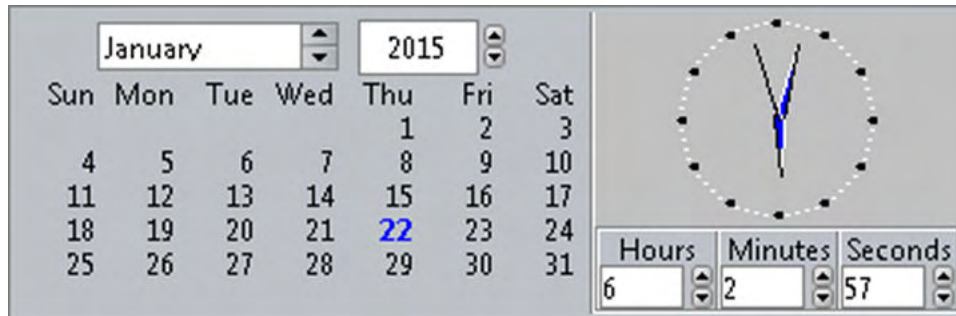 January 2015
Sun Mon Tue Wed Thu Fri Sat
1 2 3
4 5 6 7 8 9 10
11 12 13 14 15 16 17
18 19 20 21 22 23 24
25 26 27 28 29 30 31
Hours Minutes Seconds
6 2 57